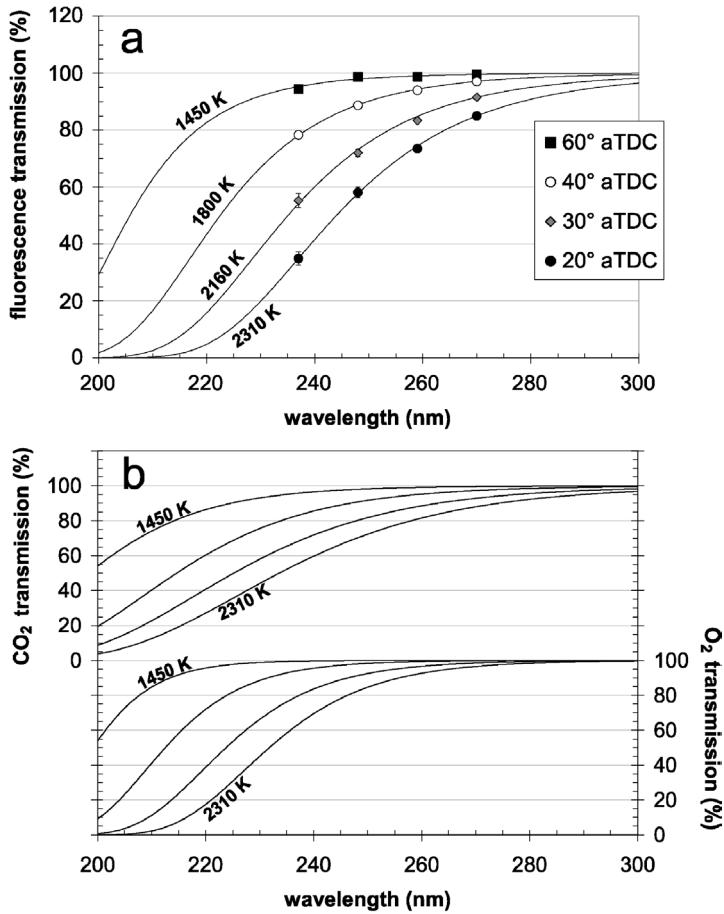 a
fluorescence transmission (%)
120
100
80
60
40
20
0
1450 K
1800 K
2160 K
2310 K
60° aTDC
40° aTDC
30° aTDC
20° aTDC
200 220 240 260 280 300
wavelength (nm)
b
CO2 transmission (%)
100
80
60
40
20
0
1450 K
2310 K
O2 transmission (%)
100
80
60
40
20
0
1450 K
2310 K
200 220 240 260 280 300
wavelength (nm)